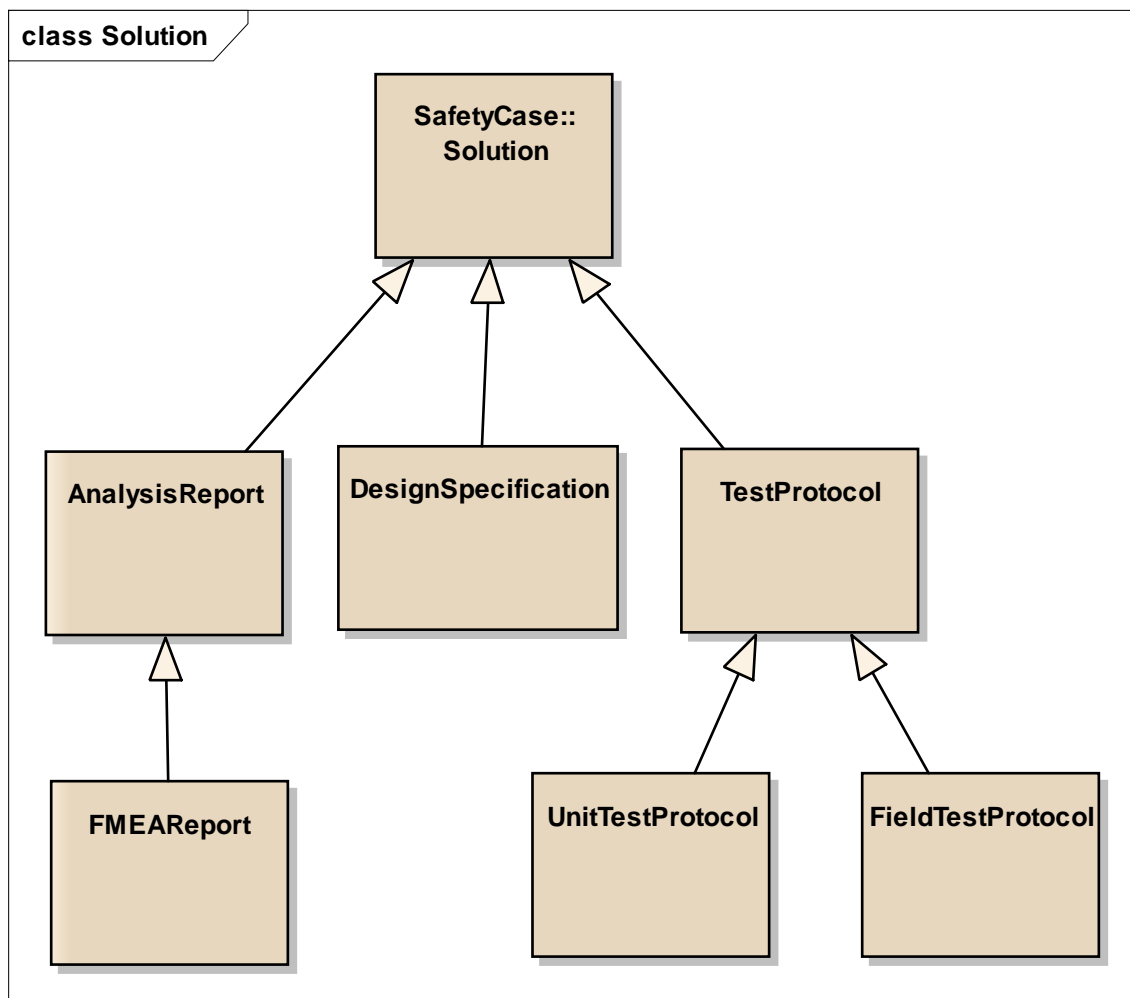 class Solution
SafetyCase::
Solution
AnalysisReport
DesignSpecification
TestProtocol
FMEAReport
UnitTestProtocol
FieldTestProtocol